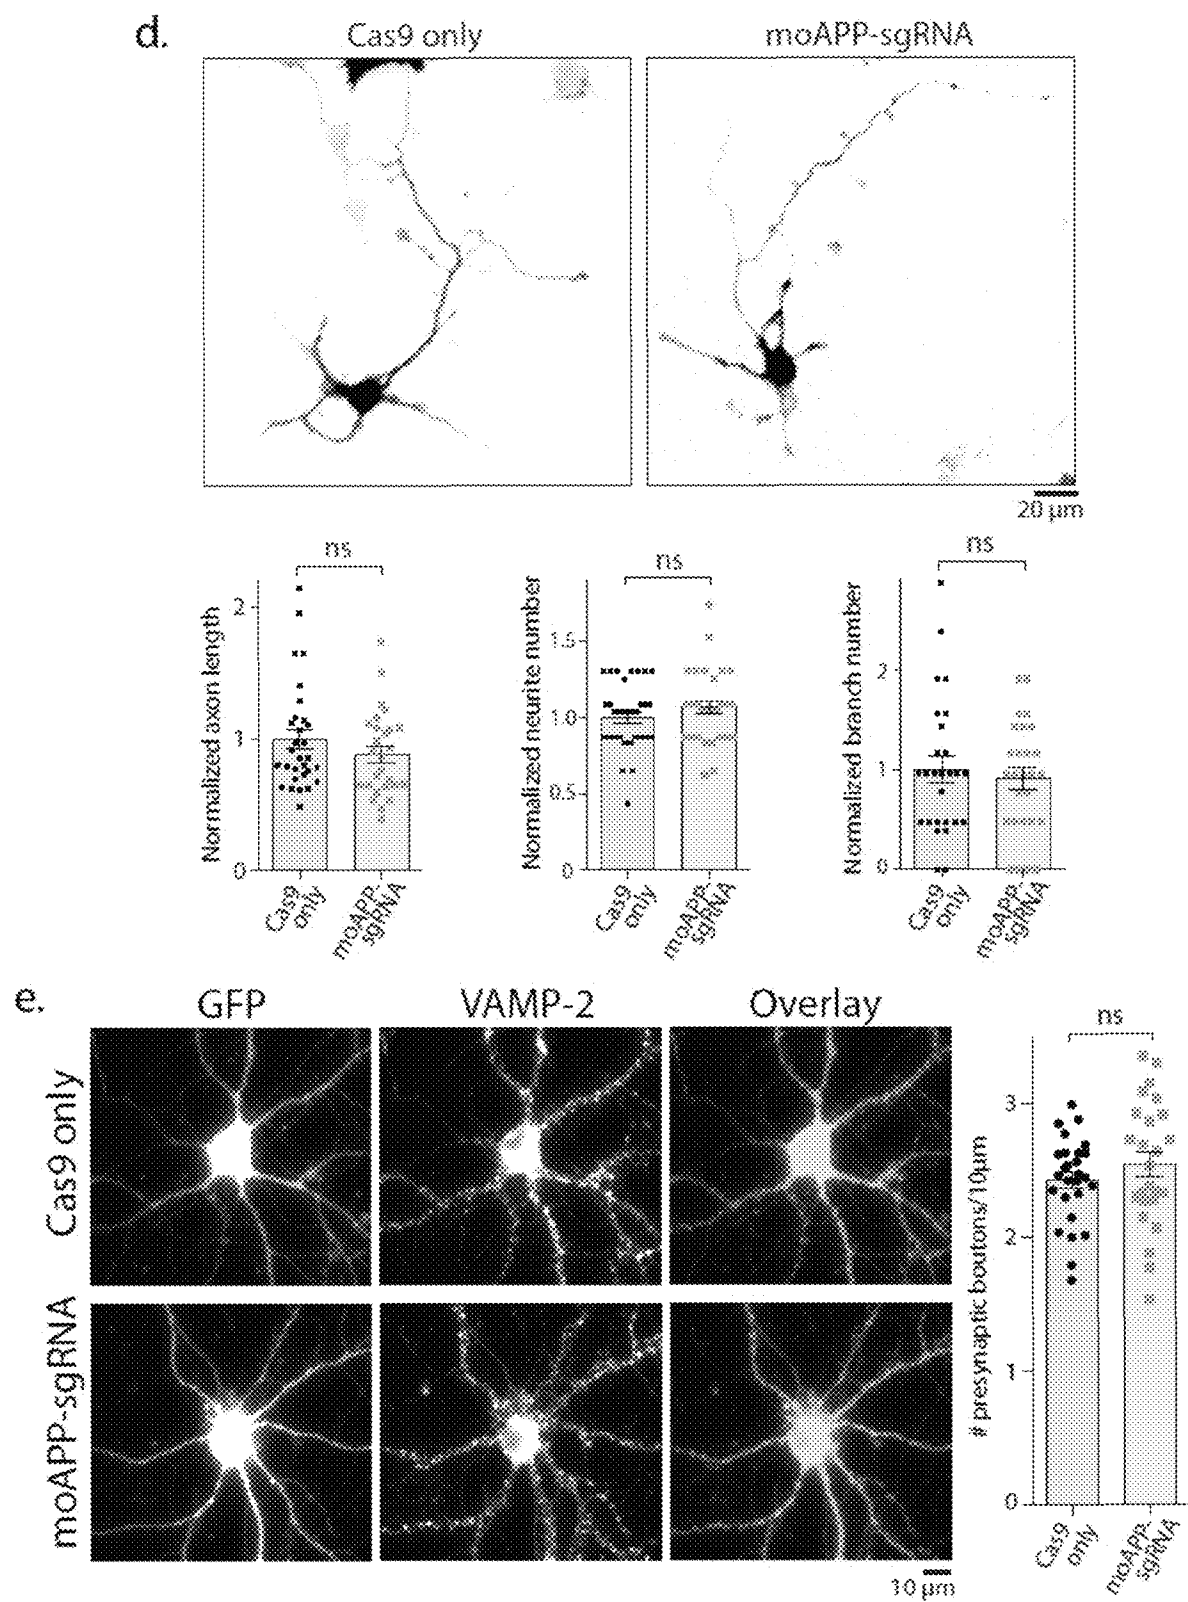 d.
Cas9 only
moAPP-sgRNA
20 μm
ns
Normalized axon length
2
1
0
Cas9
only
moAPP-
sgRNA
ns
Normalized neurite number
1.5
1.0
0.5
0
Cas9
only
moAPP-
sgRNA
ns
Normalized branch number
2
1
0
Cas9
only
moAPP-
sgRNA
e.
GFP
VAMP-2
Overlay
Cas9 only
moAPP-sgRNA
10 μm
ns
# presynaptic boutons/10μm
3
2
1
0
Cas9
only
moAPP-
sgRNA